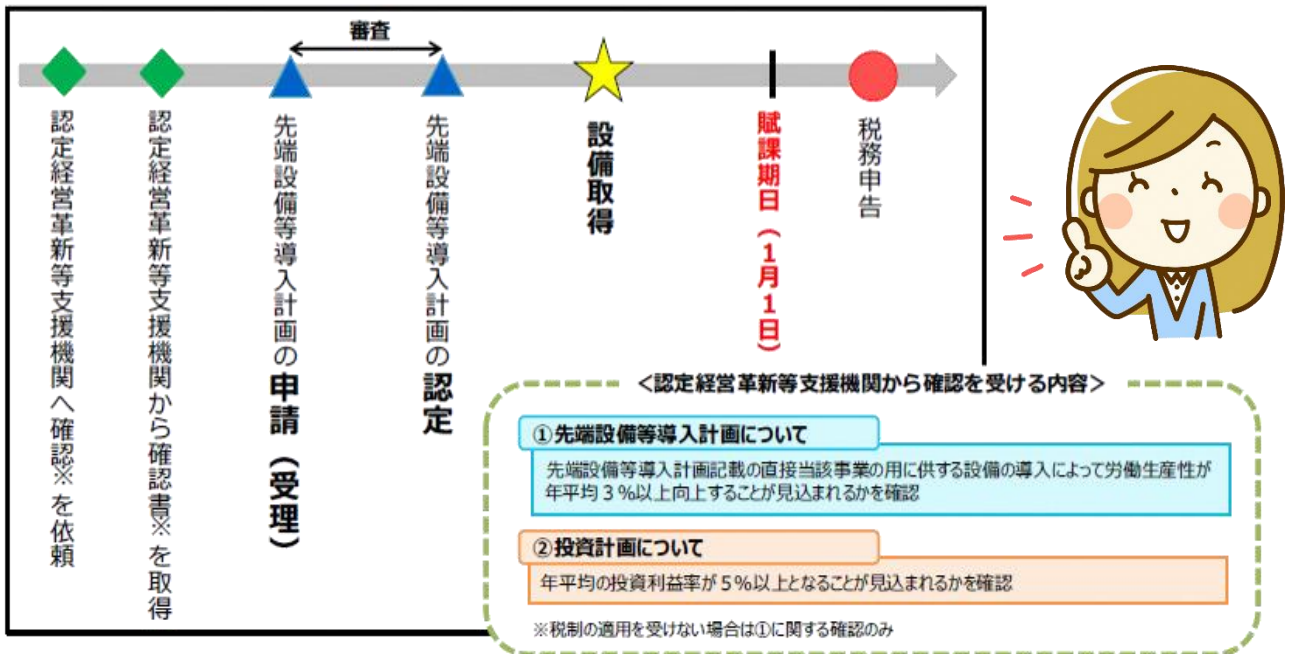 審査
認定経営革新等支援機関へ確認※を依頼
認定経営革新等支援機関から確認書※を取得
先端設備等導入計画の申請（受理）
先端設備等導入計画の認定
設備取得
賦課期日（1月1日）
税務申告
＜認定経営革新等支援機関から確認を受ける内容＞
①先端設備等導入計画について
先端設備等導入計画記載の直接当該事業の用に供する設備の導入によって労働生産性が
年平均３％以上向上することが見込まれるかを確認
②投資計画について
年平均の投資利益率が５％以上となることが見込まれるかを確認
※税制の適用を受けない場合は①に関する確認のみ